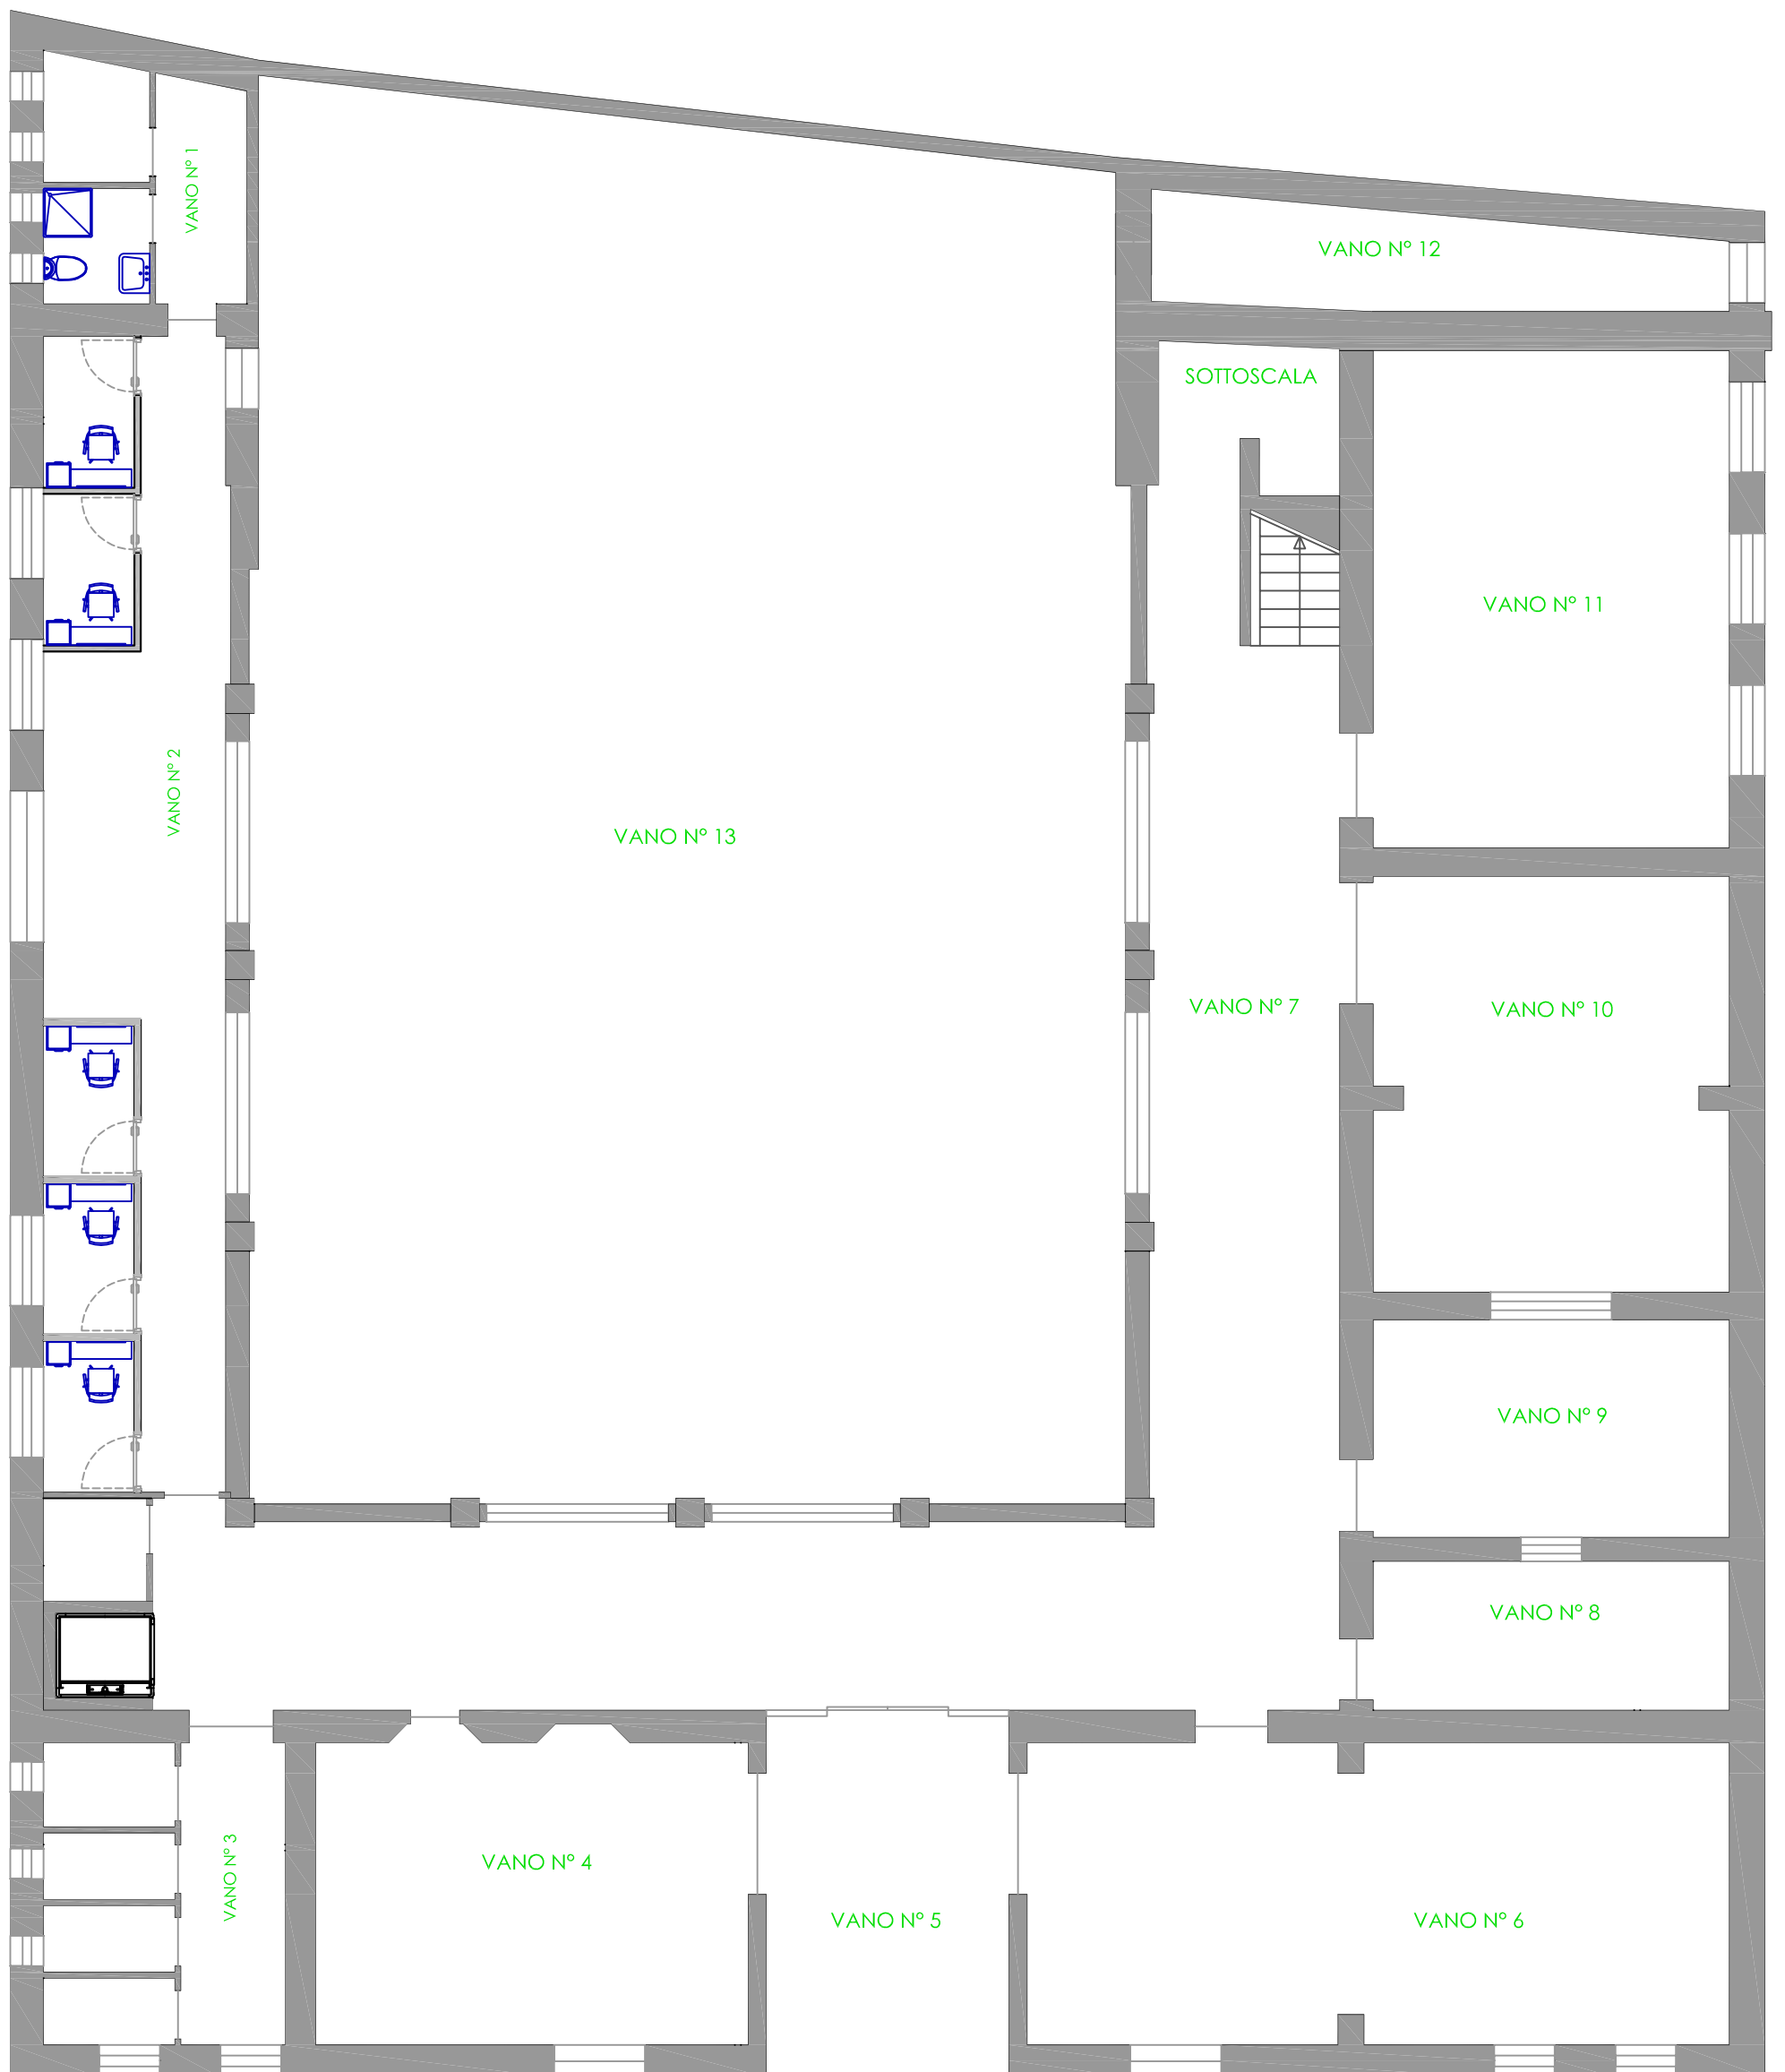 VANO N° 1
VANO N° 12
SOTTOSCALA
VANO N° 11
VANO N° 2
VANO N° 13
VANO N° 7
VANO N° 10
VANO N° 9
VANO N° 8
VANO N° 3
VANO N° 4
VANO N° 5
VANO N° 6